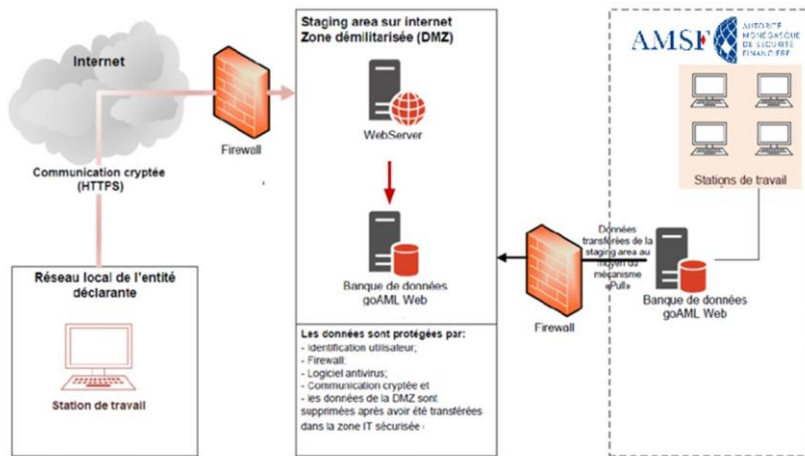 Internet
Communication cryptée
(HTTPS)
Réseau local de l'entité
déclarante
Station de travail
Firewall
Staging area sur internet
Zone démilitarisée (DMZ)
WebServer
Banque de données
goAML Web
Les données sont protégées par:
- Identification utilisateur;
- Firewall:
- Logiciel antivirus;
- Communication cryptée et
- les données de la DMZ sont
supprimées après avoir été transférées
dans la zone IT sécurisée .
Firewall
Données
transférées de la
staging area au
moyen du
mécanisme
«Pull»
AMSF
AUTORITÉ
MONÉGASQUE
DE SÉCURITÉ
FINANCIÈRE
Stations de travail
Banque de données
goAML Web